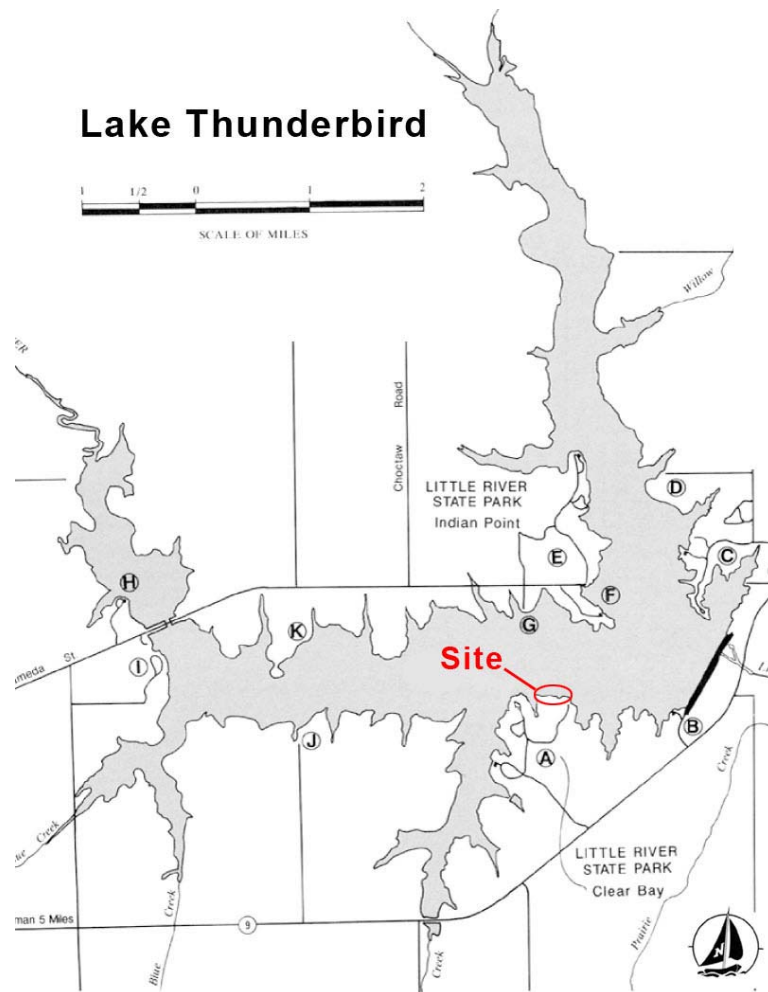 Lake Thunderbird
1 1/2 0 1 2
SCALE OF MILES
Willow
ER
Choctaw Road
LITTLE RIVER
STATE PARK
Indian Point
D
E
C
H
F
G
K
Site
meda St
I
B
J
A
Creek
Creek
LITTLE RIVER
STATE PARK
Clear Bay
man 5 Miles
9
Creek
Blue
Creek
Prairie
N